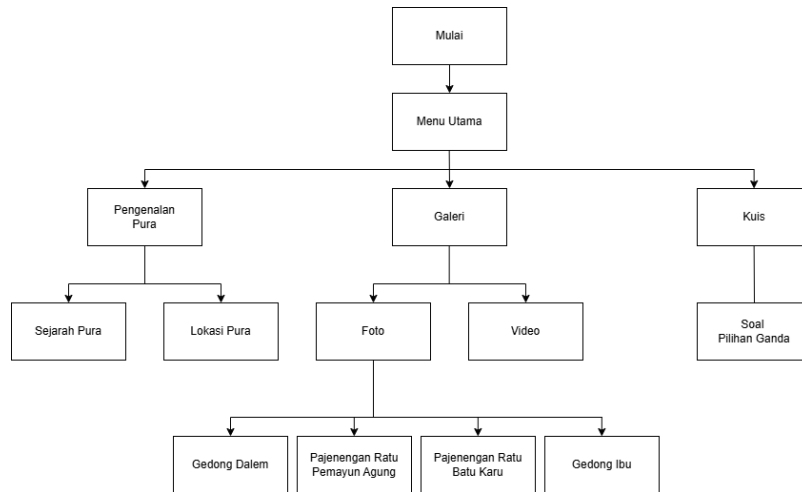 Mulai
Menu Utama
Pengenalan
Pura
Galeri
Kuis
Sejarah Pura
Lokasi Pura
Foto
Video
Soal
Pilihan Ganda
Gedong Dalem
Pajenengan Ratu
Pemayun Agung
Pajenengan Ratu
Batu Karu
Gedong Ibu